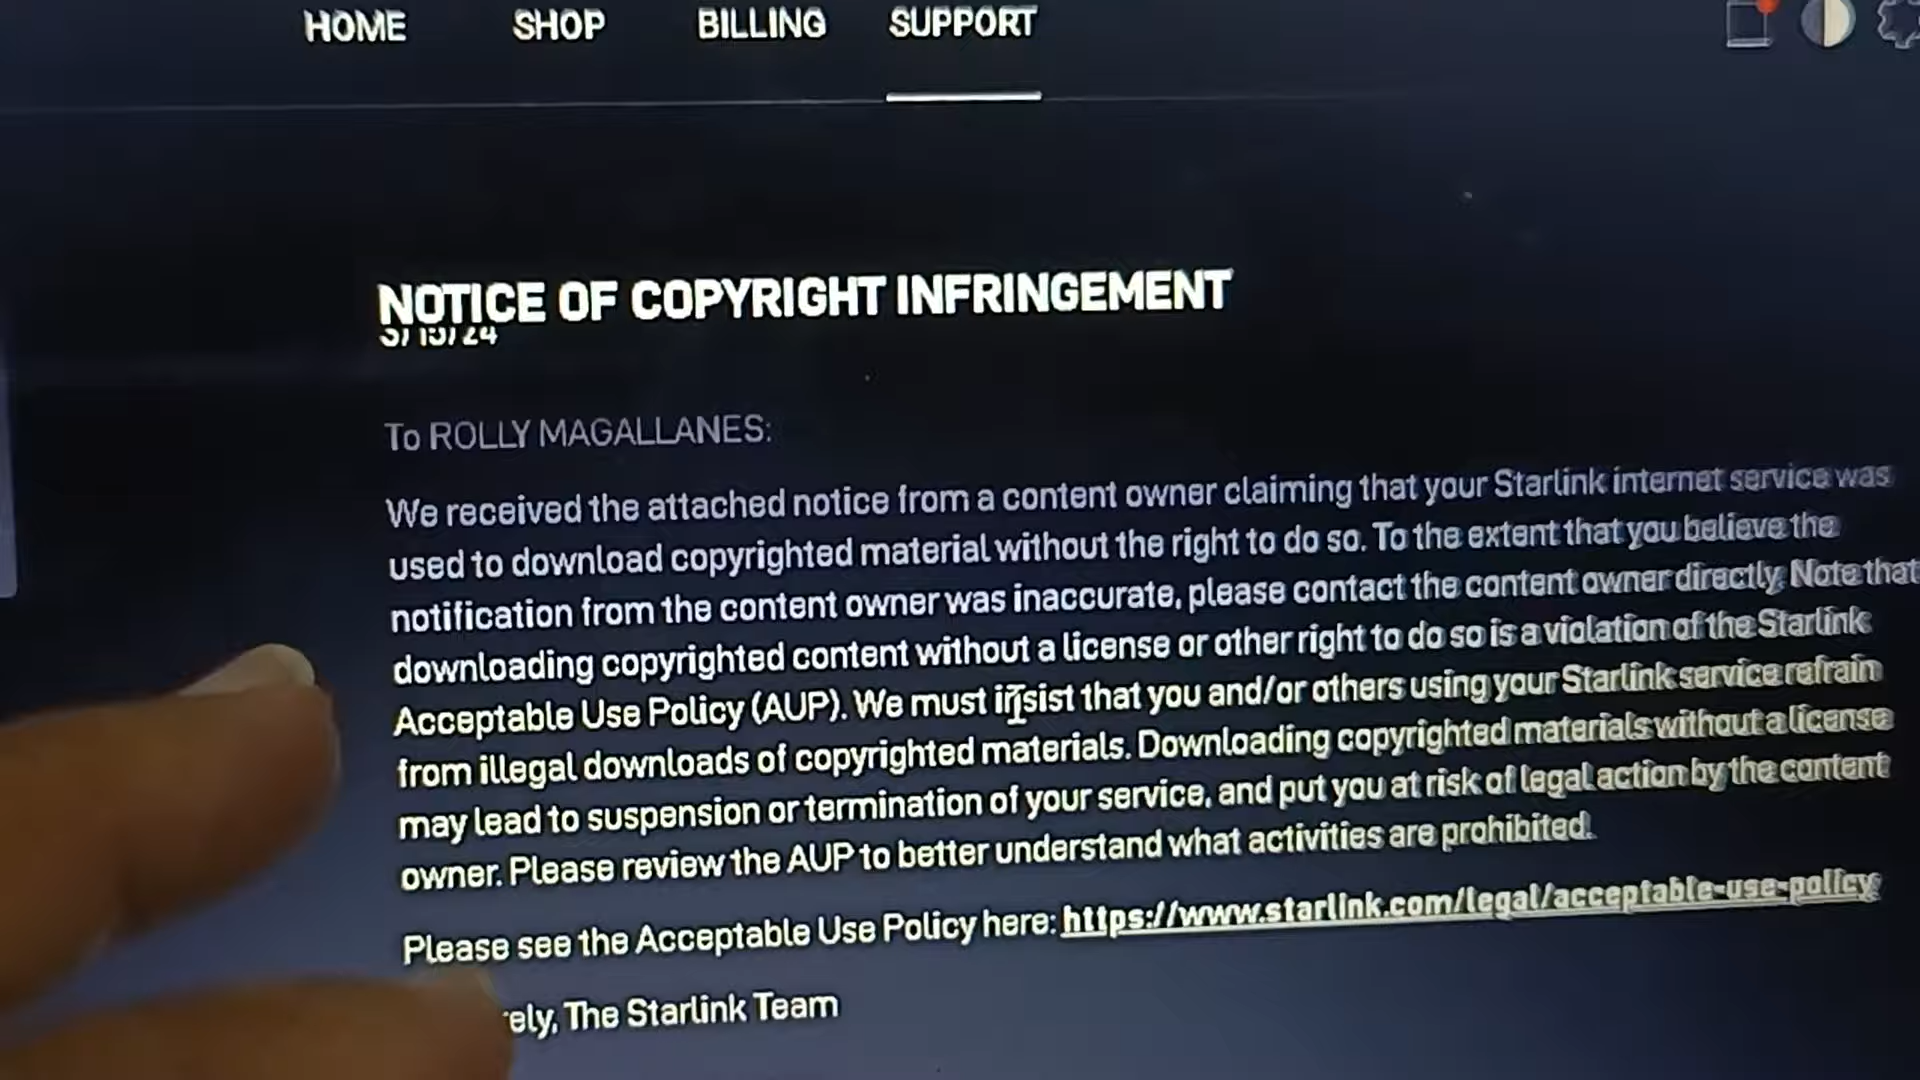 HOME SHOP BILLING SUPPORT
NOTICE OF COPYRIGHT INFRINGEMENT
To ROLLY MAGALLANES:
We received the attached notice from a content owner claiming that your Starlink internet service was
used to download copyrighted material without the right to do so. To the extent that you believe the
notification from the content owner was inaccurate, please contact the content owner directly. Note that
downloading copyrighted content without a license or other right to do so is a violation of the Starlink
Acceptable Use Policy (AUP). We must insist that you and/or others using your Starlink service refrain
from illegal downloads of copyrighted materials. Downloading copyrighted materials without a license
may lead to suspension or termination of your service, and put you at risk of legal action by the content
owner. Please review the AUP to better understand what activities are prohibited.
Please see the Acceptable Use Policy here: https://www.starlink.com/legal/acceptable-use-policy
rely, The Starlink Team